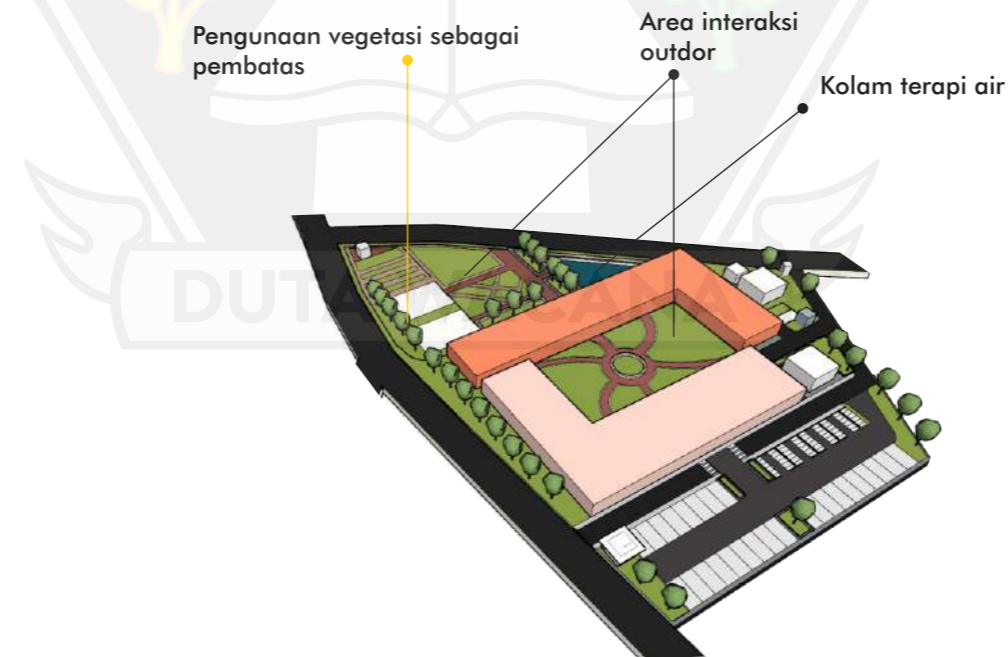 Pengunaan vegetasi sebagai
pembatas
Area interaksi
outdor
Kolam terapi air
DUTA WACANA